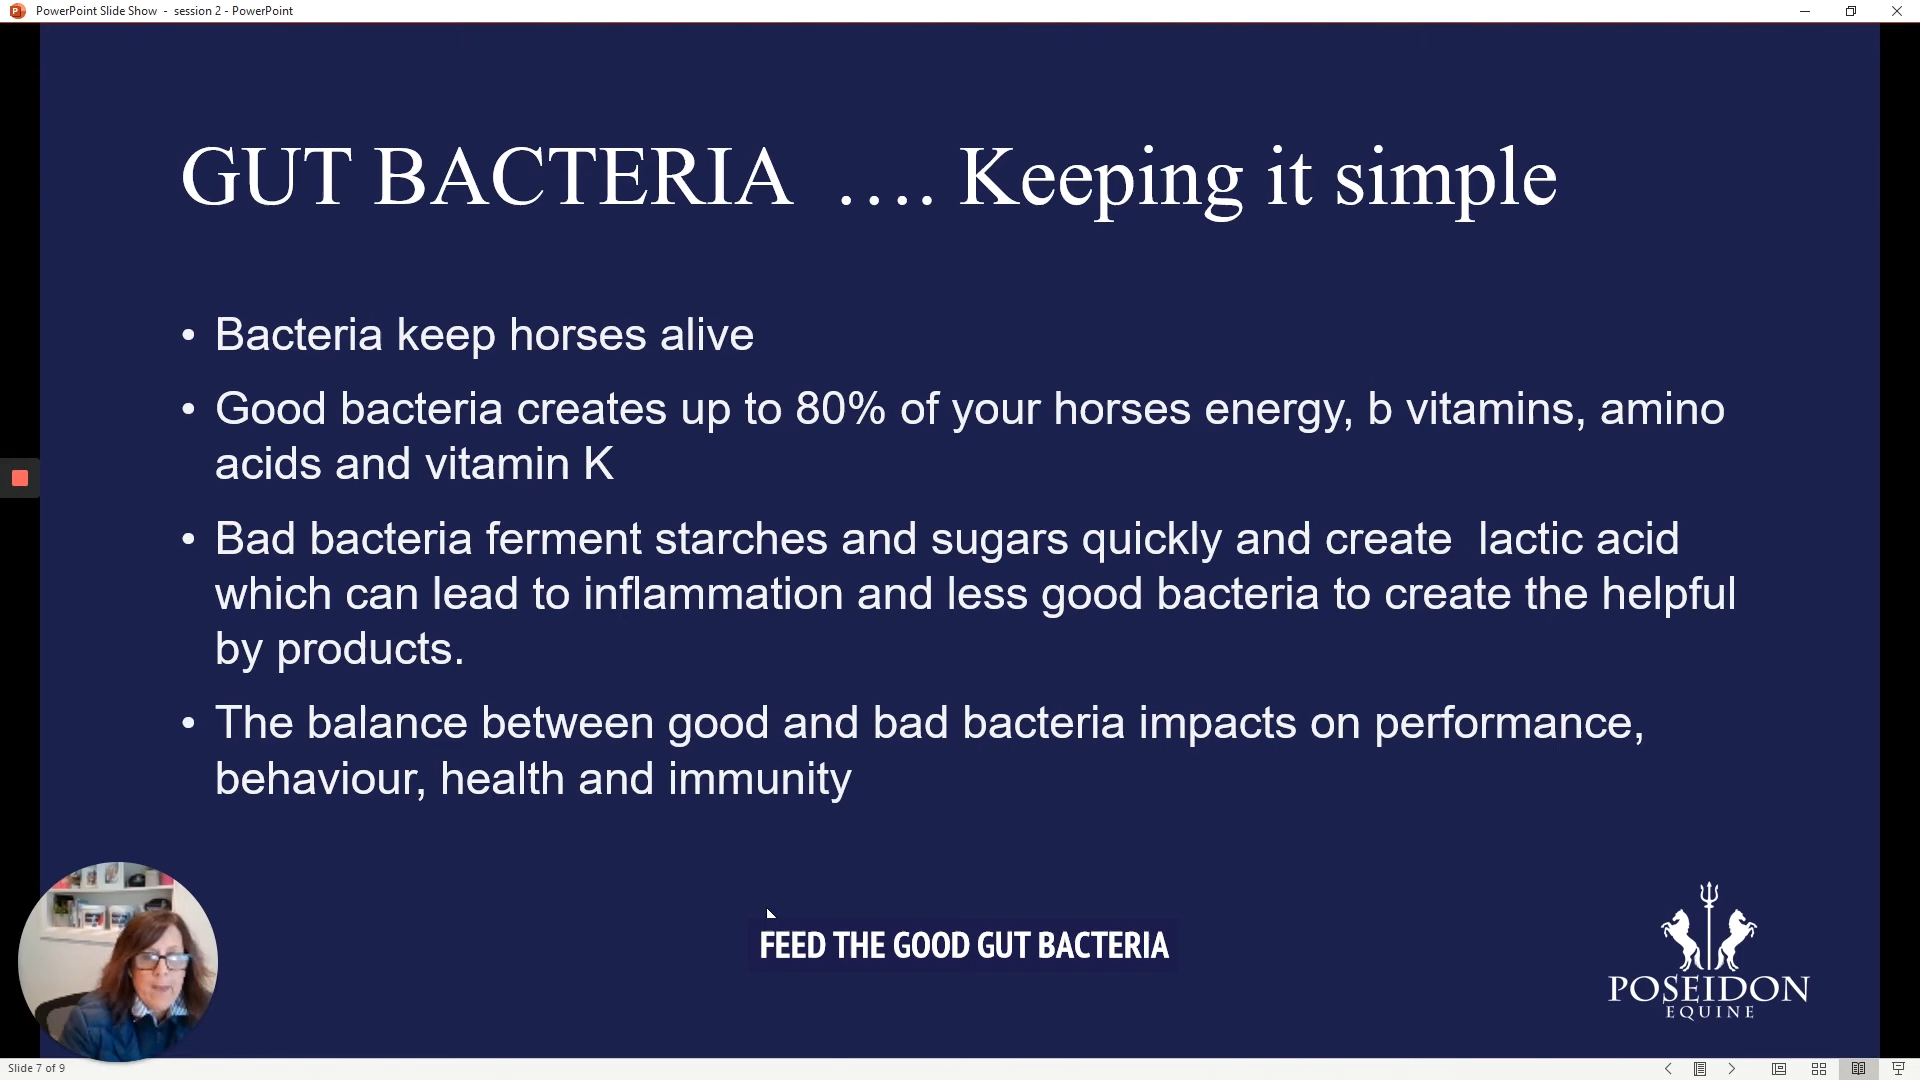 PowerPoint Slide Show - session 2 - PowerPoint
GUT BACTERIA …. Keeping it simple
• Bacteria keep horses alive
• Good bacteria creates up to 80% of your horses energy, b vitamins, amino
acids and vitamin K
• Bad bacteria ferment starches and sugars quickly and create lactic acid
which can lead to inflammation and less good bacteria to create the helpful
by products.
• The balance between good and bad bacteria impacts on performance,
behaviour, health and immunity
FEED THE GOOD GUT BACTERIA
POSEIDON
EQUINE
Slide 7 of 9